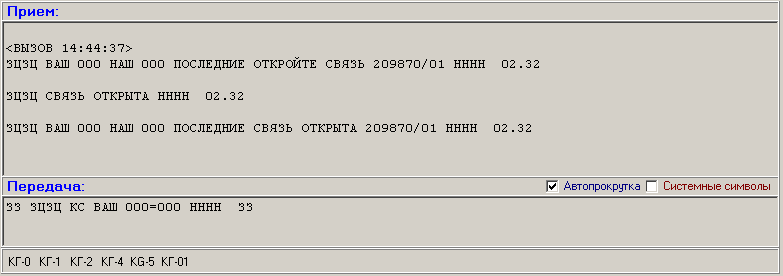 Прием:
<ВЫЗОВ 14:44:37>
ЗЦЗЦ ВАШ 000 НАШ 000 ПОСЛЕДНИЕ ОТКРОЙТЕ СВЯЗЬ 209870/01 НННН 02.32
ЗЦЗЦ СВЯЗЬ ОТКРЫТА НННН 02.32
ЗЦЗЦ ВАШ 000 НАШ 000 ПОСЛЕДНИЕ СВЯЗЬ ОТКРЫТА 209870/01 НННН 02.32
Передача:
Автопрокрутка
Системные символы
ЗЗ ЗЦЗЦ КС ВАШ 000=000 НННН ЗЗ
КГ-0 КГ-1 КГ-2 КГ-4 KG-5 КГ-01